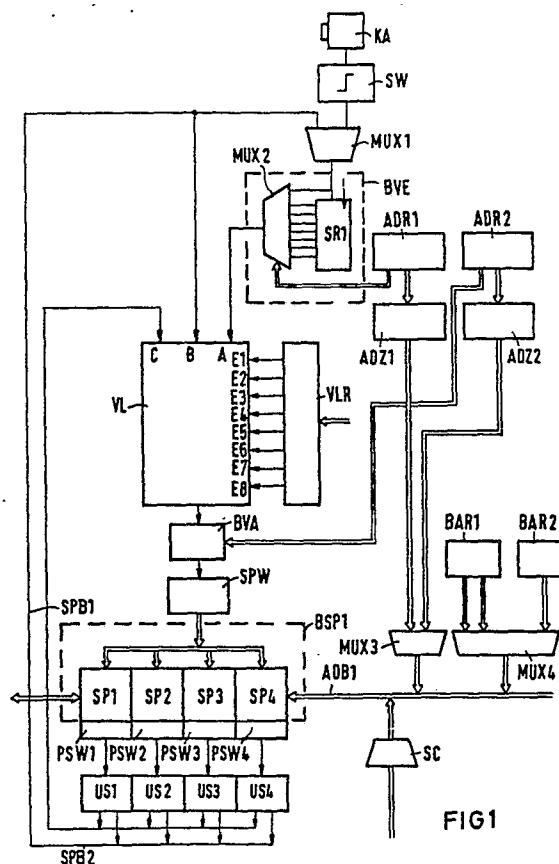 KA
SW
MUX1
MUX2
BVE
SR1
ADR1
ADR2
ADZ1
ADZ2
C B A
VL
E1
E2
E3
E4
E5
E6
E7
E8
VLR
BVA
BAR1
BAR2
SPW
SPB1
BSP1
MUX3
MUX4
ADB1
SP1 SP2 SP3 SP4
PSW1 PSW2 PSW3 PSW4
US1 US2 US3 US4
SC
SPB2
FIG1